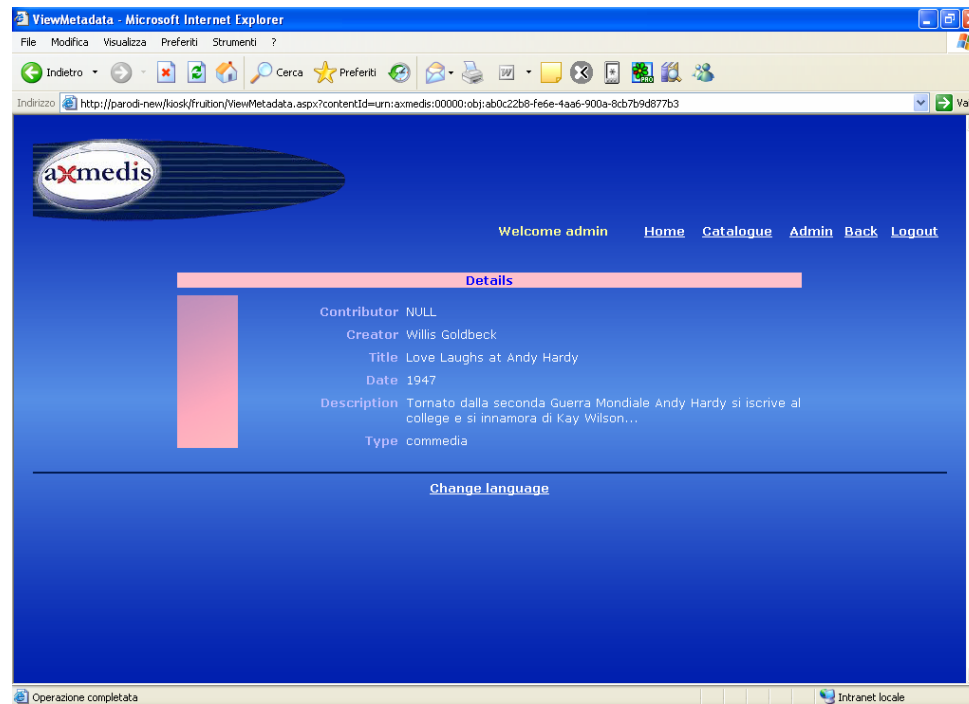 ViewMetadata - Microsoft Internet Explorer
File Modifica Visualizza Preferiti Strumenti ?
Indietro Cerca Preferiti
Indirizzo http://parodi-new/kiosk/fruition/ViewMetadata.aspx?contentId=urn:axmedis:00000:obj:ab0c22b8-fe6e-4aa6-900a-8cb7b9d877b3 Va
axmedis
Welcome admin Home Catalogue Admin Back Logout
Details
Contributor NULL
Creator Willis Goldbeck
Title Love Laughs at Andy Hardy
Date 1947
Description Tornato dalla seconda Guerra Mondiale Andy Hardy si iscrive al
college e si innamora di Kay Wilson...
Type commedia
Change language
Operazione completata Intranet locale